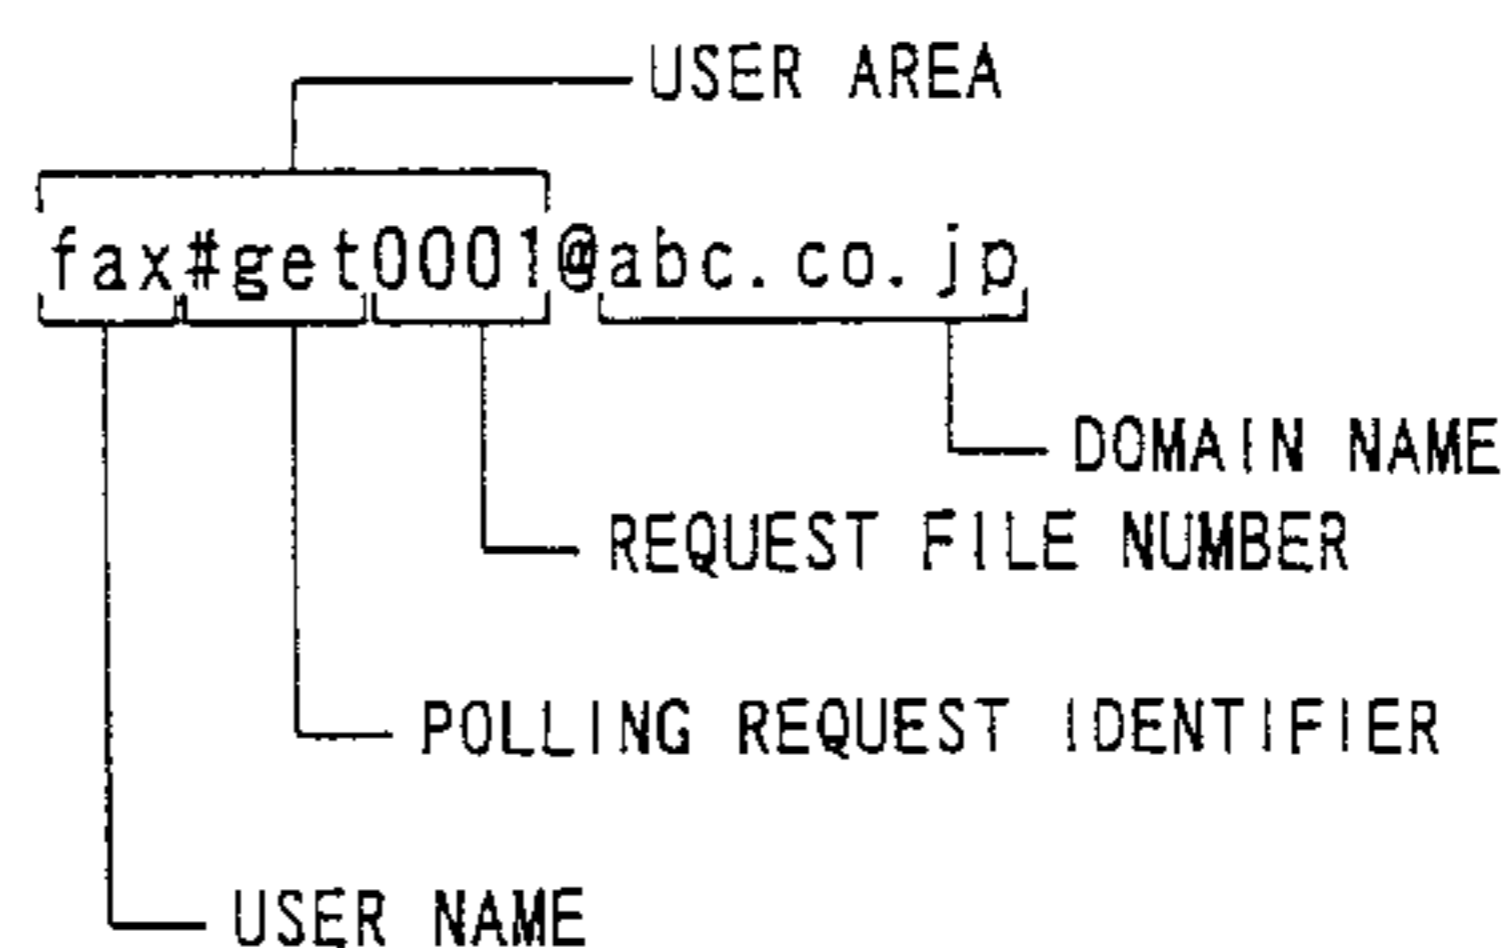 USER AREA
fax#get0001@abc.co.jp
DOMAIN NAME
REQUEST FILE NUMBER
POLLING REQUEST IDENTIFIER
USER NAME